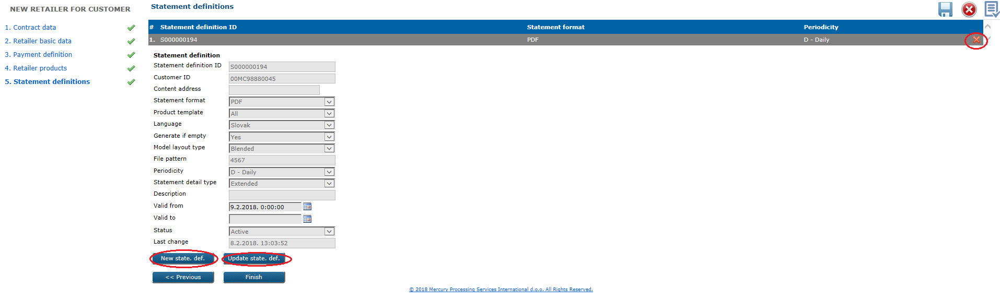 NEW RETAILER FOR CUSTOMER
1. Contract data
2. Retailer basic data
3. Payment definition
4. Retailer products
5. Statement definitions
Statement definitions
# Statement definition ID Statement format Periodicity
1. S000000194 PDF D - Daily
Statement definition
Statement definition ID S000000194
Customer ID 00MC98880045
Content address
Statement format PDF
Product template All
Language Slovak
Generate if empty Yes
Model layout type Blended
File pattern 4567
Periodicity D - Daily
Statement detail type Extended
Description
Valid from 9.2.2018. 0:00:00
Valid to
Status Active
Last change 8.2.2018. 13:03:52
New state. def. Update state. def.
<< Previous Finish
© 2018 Mercury Processing Services International d.o.o. All Rights Reserved.